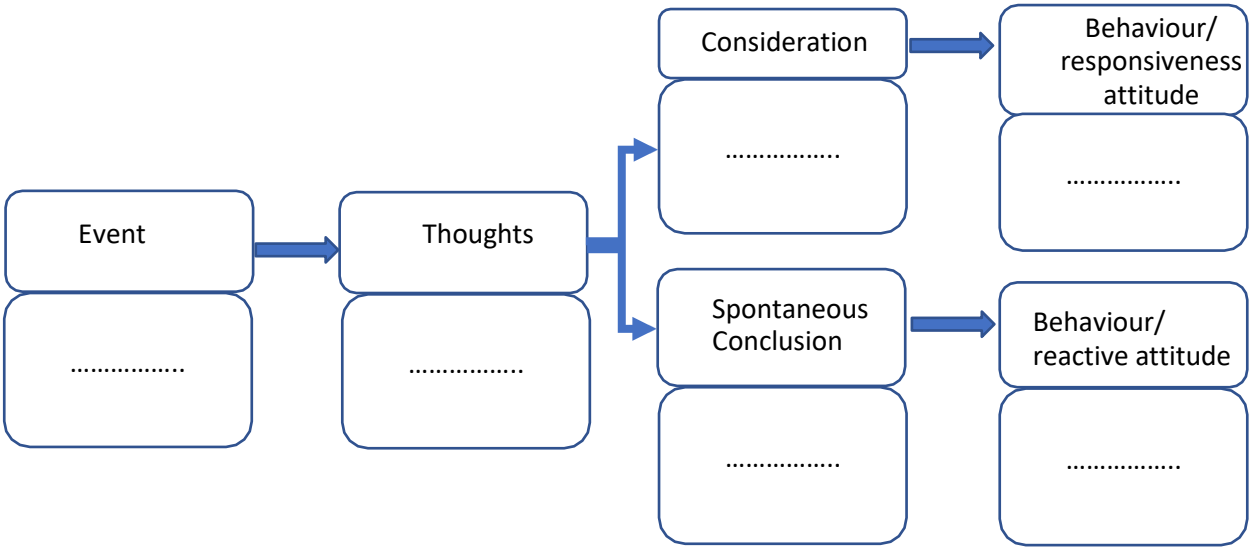 Event
……………..
Thoughts
……………..
Consideration
……………..
Behaviour/
responsiveness
attitude
……………..
Spontaneous
Conclusion
……………..
Behaviour/
reactive attitude
……………..